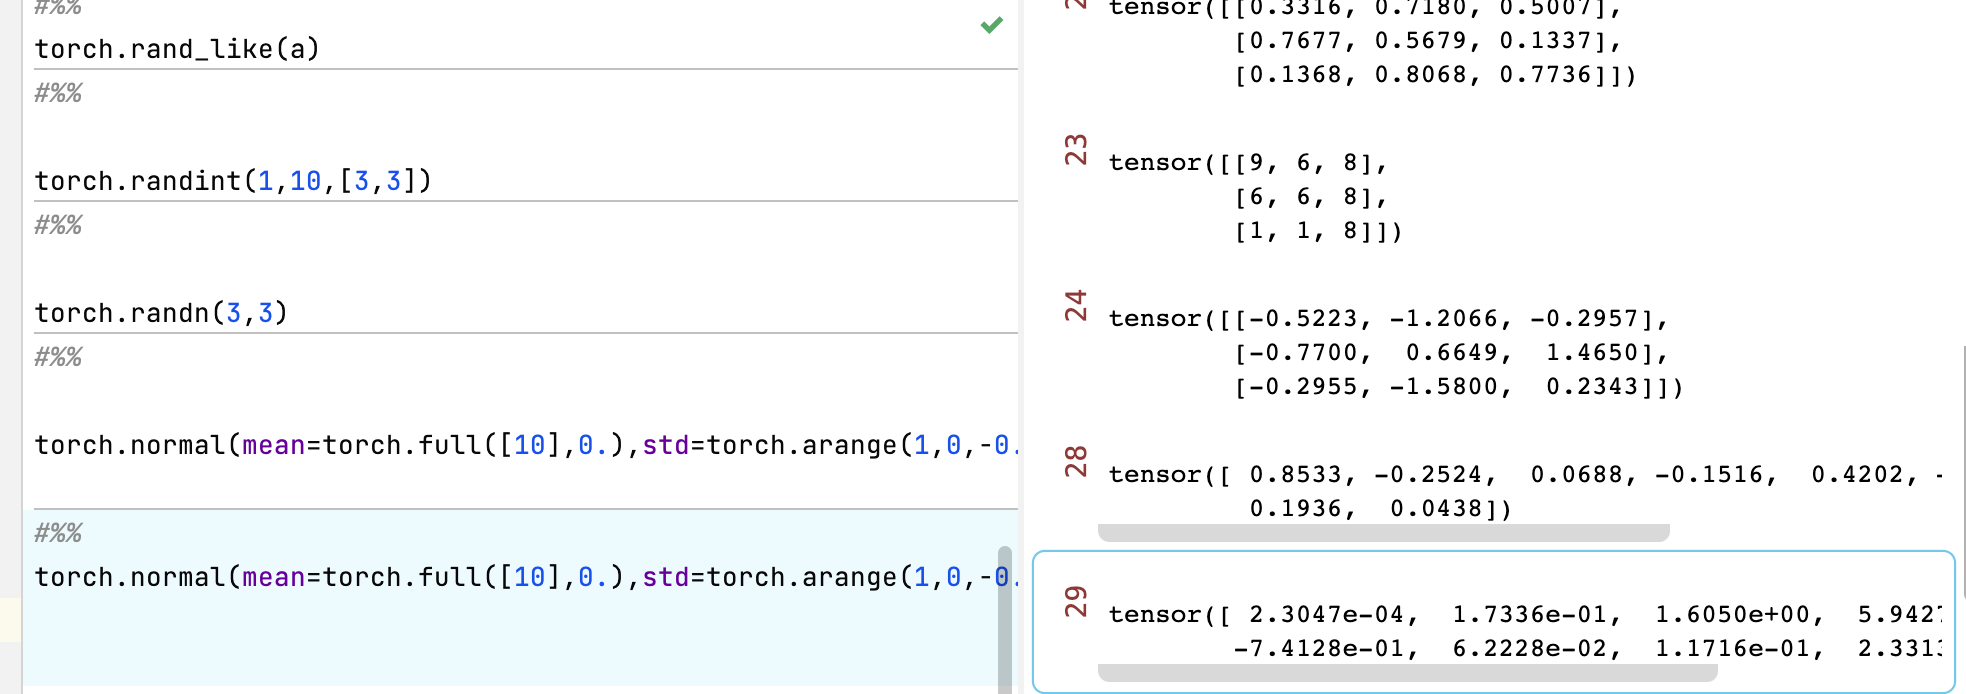 #%%
torch.rand_like(a)
#%%
torch.randint(1,10,[3,3])
#%%
torch.randn(3,3)
#%%
torch.normal(mean=torch.full([10],0.),std=torch.arange(1,0,-0.
#%%
torch.normal(mean=torch.full([10],0.),std=torch.arange(1,0,-0.
tensor([[0.3316, 0.7180, 0.5007],
[0.7677, 0.5679, 0.1337],
[0.1368, 0.8068, 0.7736]])
23
tensor([[9, 6, 8],
[6, 6, 8],
[1, 1, 8]])
24
tensor([[-0.5223, -1.2066, -0.2957],
[-0.7700, 0.6649, 1.4650],
[-0.2955, -1.5800, 0.2343]])
28
tensor([ 0.8533, -0.2524, 0.0688, -0.1516, 0.4202, -
0.1936, 0.0438])
29
tensor([ 2.3047e-04, 1.7336e-01, 1.6050e+00, 5.942
-7.4128e-01, 6.2228e-02, 1.1716e-01, 2.331